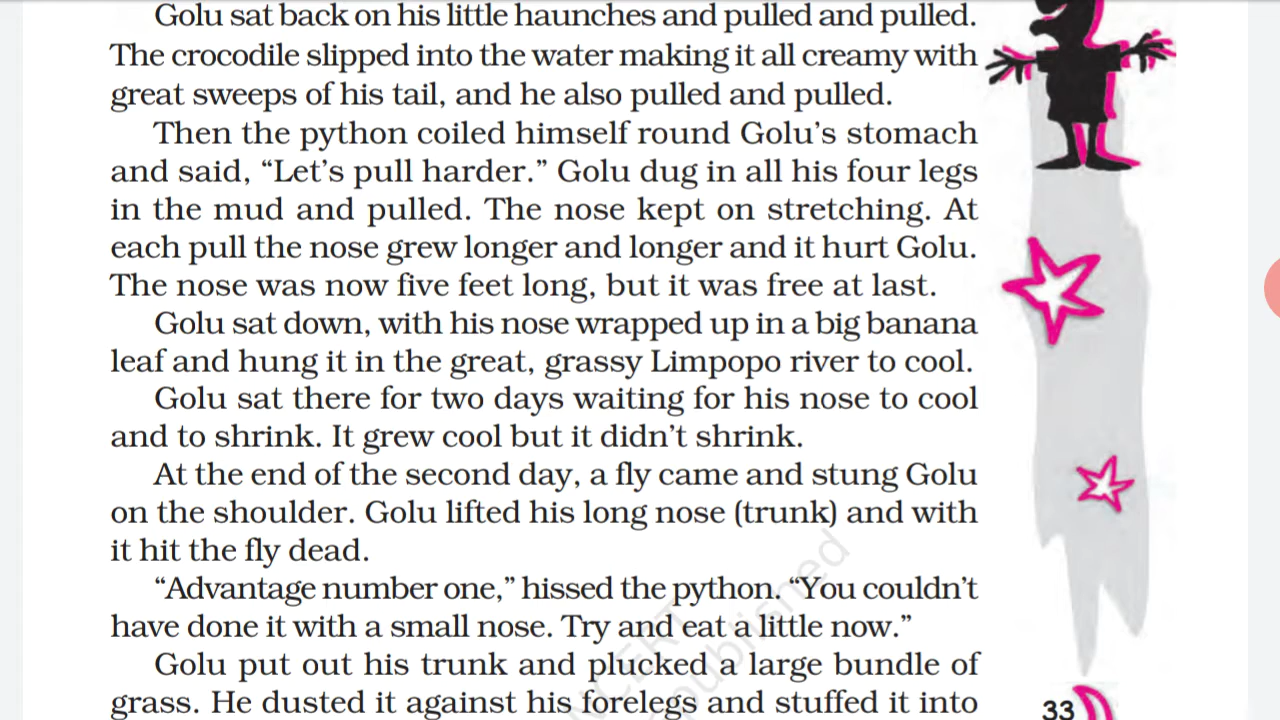 Golu sat back on his little haunches and pulled and pulled.
The crocodile slipped into the water making it all creamy with
great sweeps of his tail, and he also pulled and pulled.
Then the python coiled himself round Golu’s stomach
and said, “Let’s pull harder.” Golu dug in all his four legs
in the mud and pulled. The nose kept on stretching. At
each pull the nose grew longer and longer and it hurt Golu.
The nose was now five feet long, but it was free at last.
Golu sat down, with his nose wrapped up in a big banana
leaf and hung it in the great, grassy Limpopo river to cool.
Golu sat there for two days waiting for his nose to cool
and to shrink. It grew cool but it didn’t shrink.
At the end of the second day, a fly came and stung Golu
on the shoulder. Golu lifted his long nose (trunk) and with
it hit the fly dead.
“Advantage number one,” hissed the python. “You couldn’t
have done it with a small nose. Try and eat a little now.”
Golu put out his trunk and plucked a large bundle of
grass. He dusted it against his forelegs and stuffed it into
33
NCERT